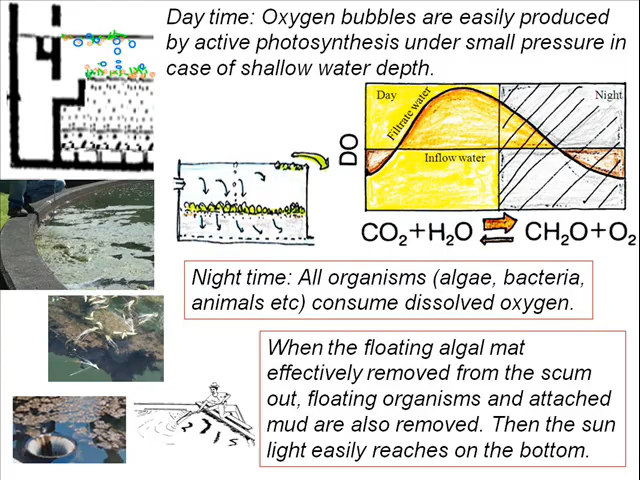 Day time: Oxygen bubbles are easily produced
by active photosynthesis under small pressure in
case of shallow water depth.
Day
Night
Filtrate water
DO
Inflow water
CO2+H2O CH2O+O2
Night time: All organisms (algae, bacteria,
animals etc) consume dissolved oxygen.
When the floating algal mat
effectively removed from the scum
out, floating organisms and attached
mud are also removed. Then the sun
light easily reaches on the bottom.